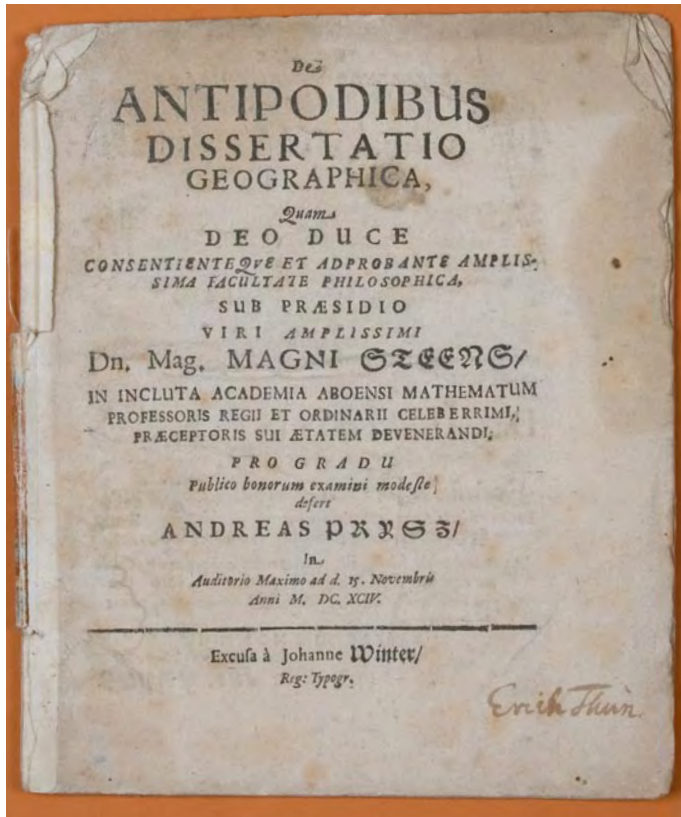 De
ANTIPODIBUS
DISSERTATIO
GEOGRAPHICA,
Quam
DEO DUCE
CONSENTIENTEQVE ET ADPROBANTE AMPLIS-
SIMA FACULTATE PHILOSOPHICA,
SUB PRÆSIDIO
VIRI AMPLISSIMI
Dn. Mag. MAGNI STEENS/
IN INCLUTA ACADEMIA ABOENSI MATHEMATUM
PROFESSORIS REGII ET ORDINARII CELEBERRIMI,
PRÆCEPTORIS SUI ÆTATEM DEVENERANDI,
PRO GRADU
Publico bonorum examini modeſte
defert
ANDREAS PRYSZ/
In
Auditorio Maximo ad d. 15. Novembris
Anni M. DC. XCIV.
Excuſa à Johanne Winter/
Reg: Typogr.
Erich Thun